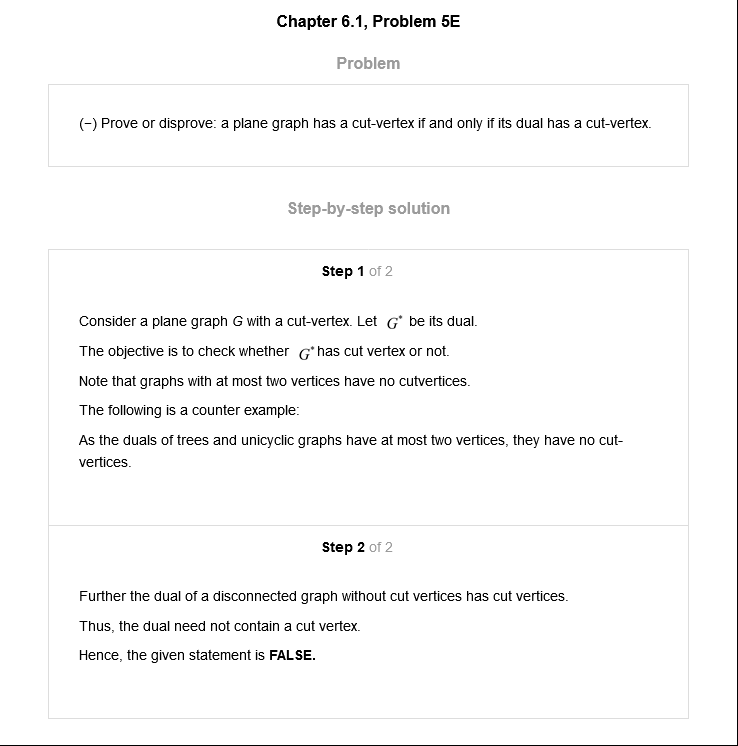 Chapter 6.1, Problem 5E
Problem
(−) Prove or disprove: a plane graph has a cut-vertex if and only if its dual has a cut-vertex.
Step-by-step solution
Step 1 of 2
Consider a plane graph G with a cut-vertex. Let G* be its dual.
The objective is to check whether G* has cut vertex or not.
Note that graphs with at most two vertices have no cutvertices.
The following is a counter example:
As the duals of trees and unicyclic graphs have at most two vertices, they have no cut-
vertices.
Step 2 of 2
Further the dual of a disconnected graph without cut vertices has cut vertices.
Thus, the dual need not contain a cut vertex.
Hence, the given statement is FALSE.